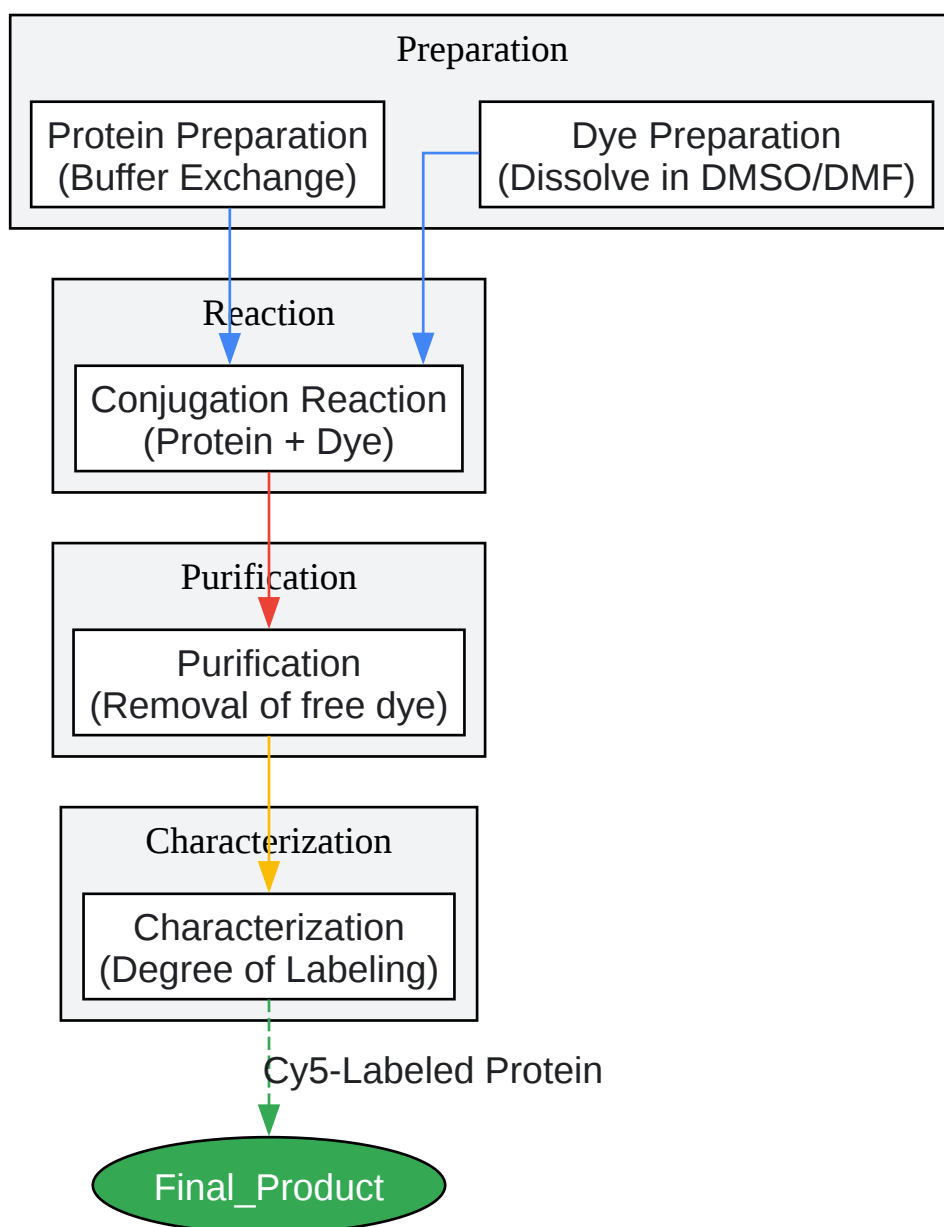 Preparation
Protein Preparation
(Buffer Exchange)
Dye Preparation
(Dissolve in DMSO/DMF)
Reaction
Conjugation Reaction
(Protein + Dye)
Purification
Purification
(Removal of free dye)
Characterization
Characterization
(Degree of Labeling)
Cy5-Labeled Protein
Final_Product